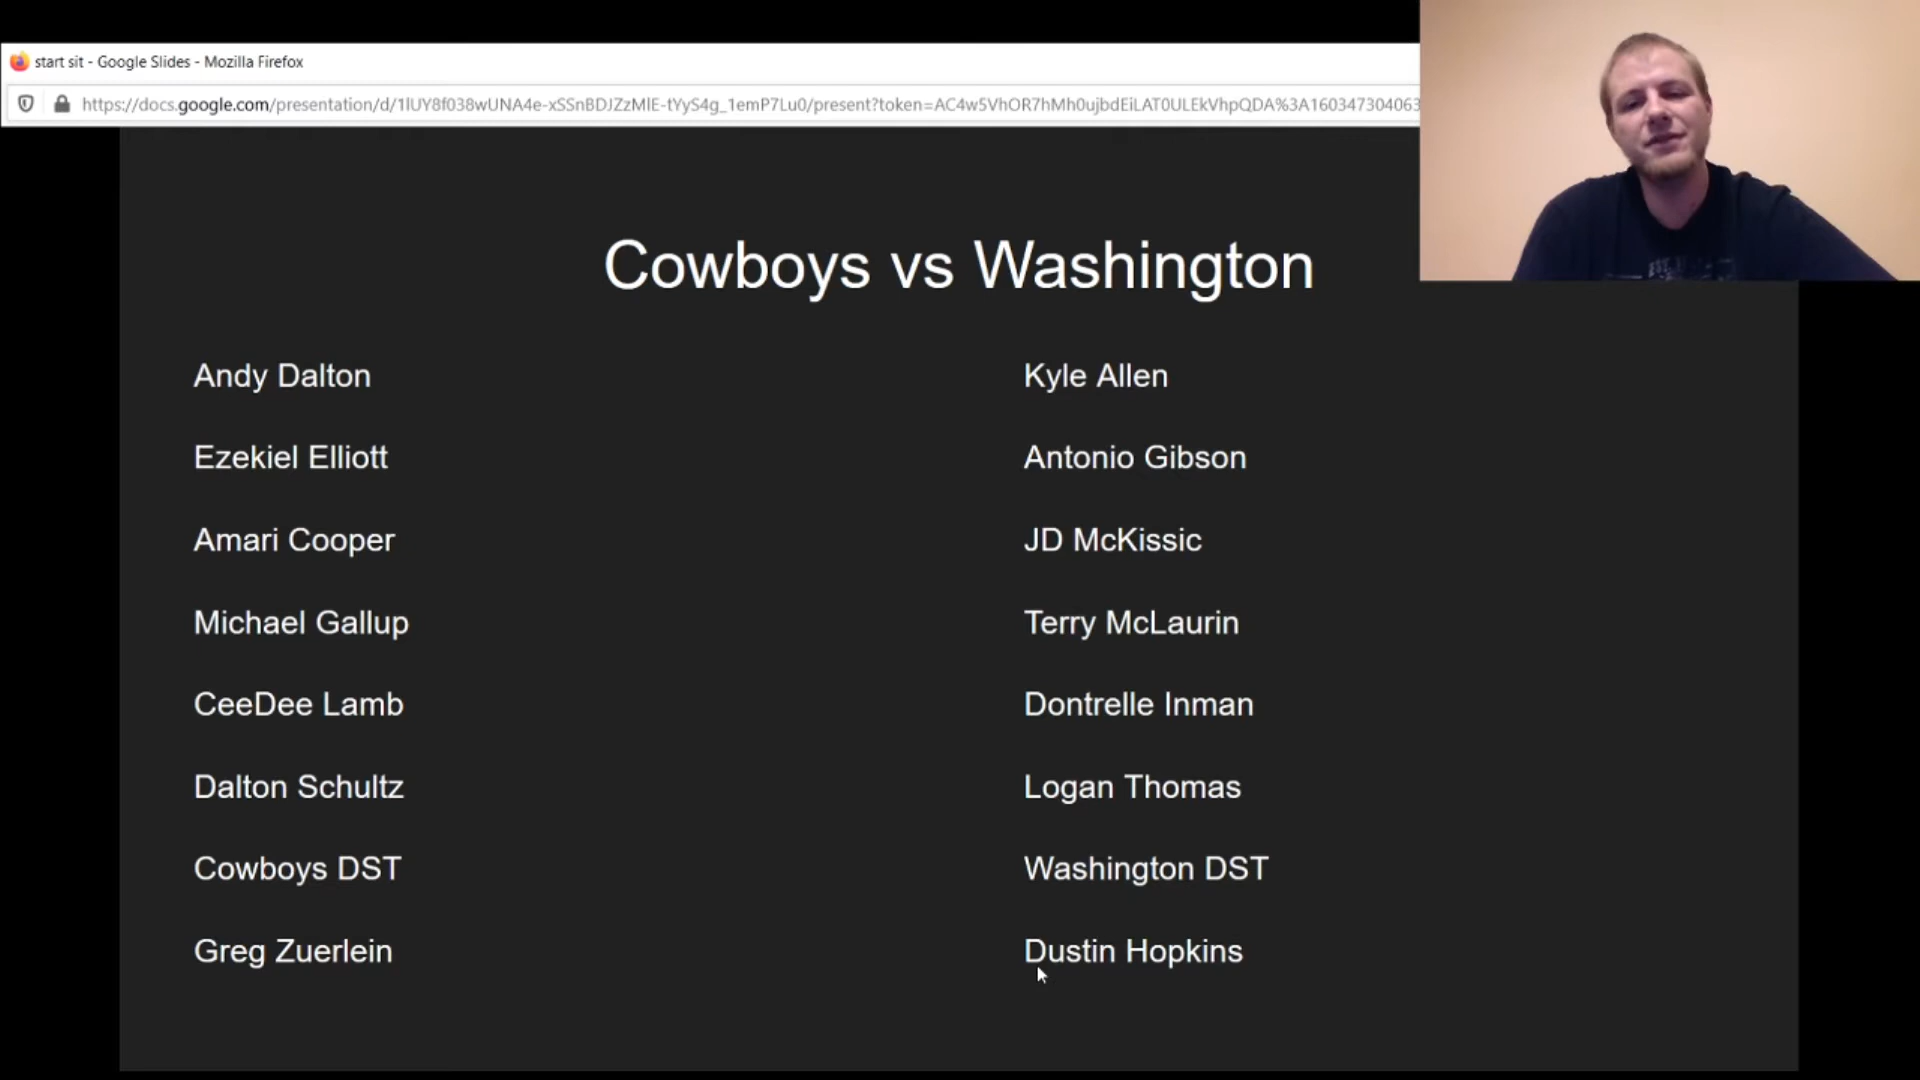 start sit - Google Slides - Mozilla Firefox
https://docs.google.com/presentation/d/1lUY8f038wUNA4e-xSSnBDJZzMlE-tYyS4g_1emP7Lu0/present?token=AC4w5VhOR7hMh0ujbdEiLAT0ULEkVhpQDA%3A160347304063
Cowboys vs Washington
Andy Dalton
Ezekiel Elliott
Amari Cooper
Michael Gallup
CeeDee Lamb
Dalton Schultz
Cowboys DST
Greg Zuerlein
Kyle Allen
Antonio Gibson
JD McKissic
Terry McLaurin
Dontrelle Inman
Logan Thomas
Washington DST
Dustin Hopkins